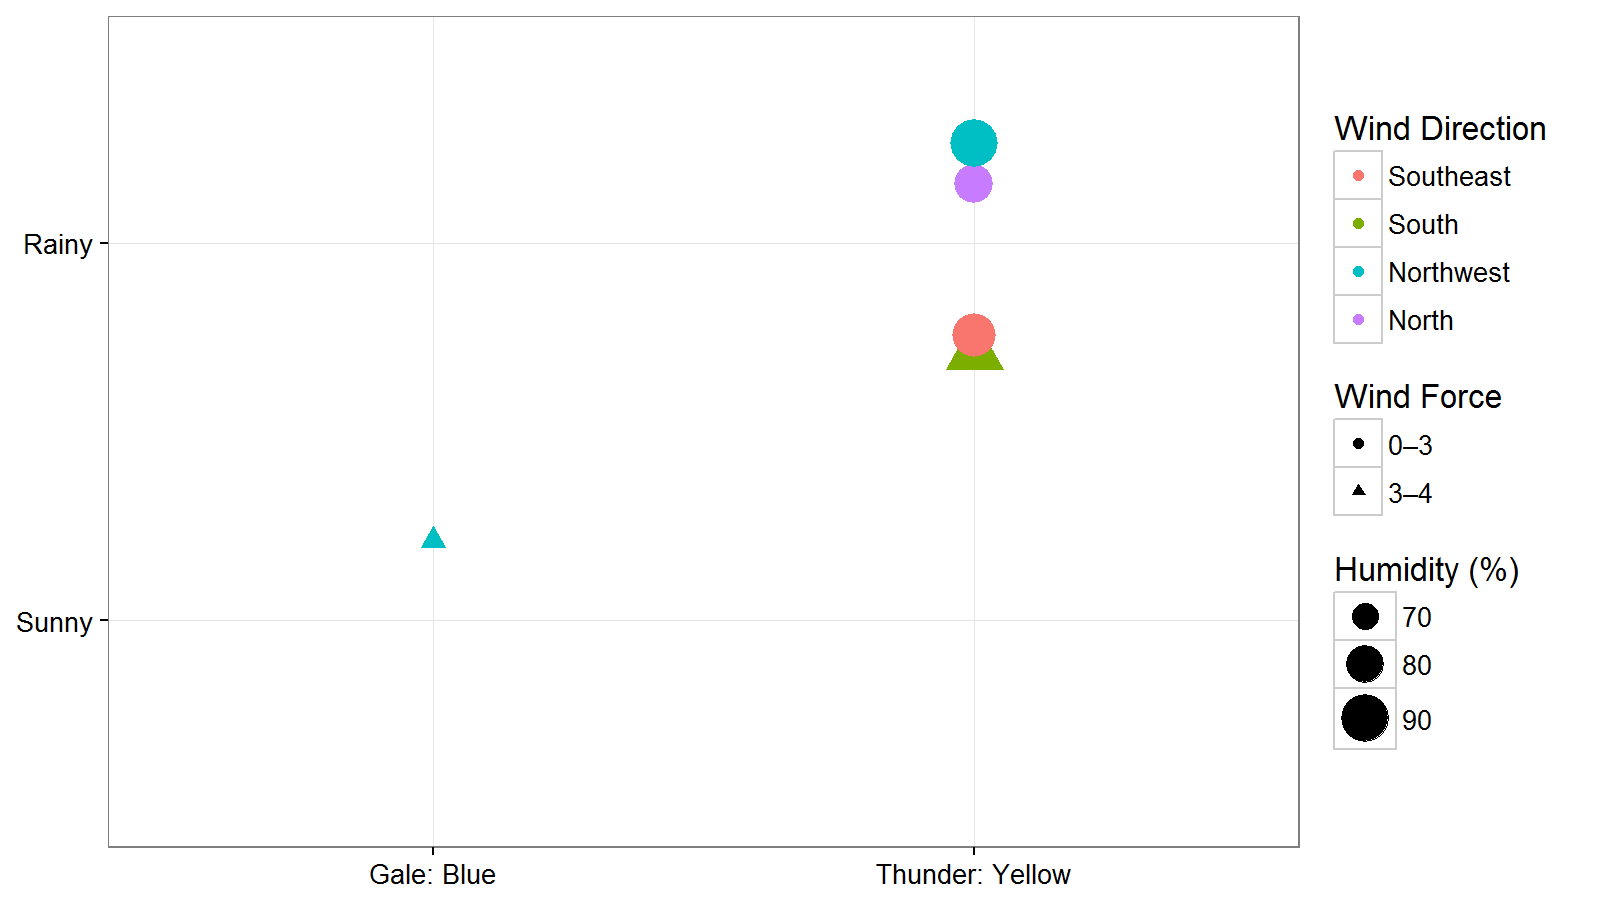 Rainy
Sunny
Gale: Blue
Thunder: Yellow
Wind Direction
Southeast
South
Northwest
North
Wind Force
0–3
3–4
Humidity (%)
70
80
90